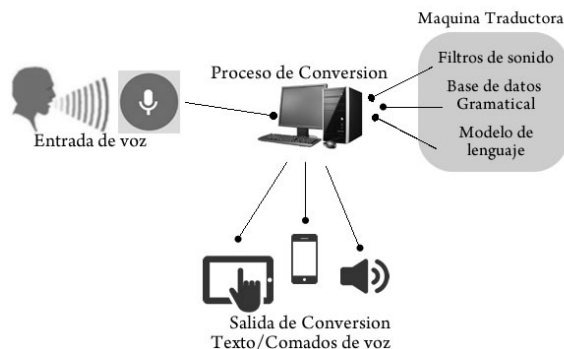 Maquina Traductora
Filtros de sonido
Proceso de Conversion
Base de datos
Gramatical
Modelo de
lenguaje
Entrada de voz
Salida de Conversion
Texto/Comados de voz